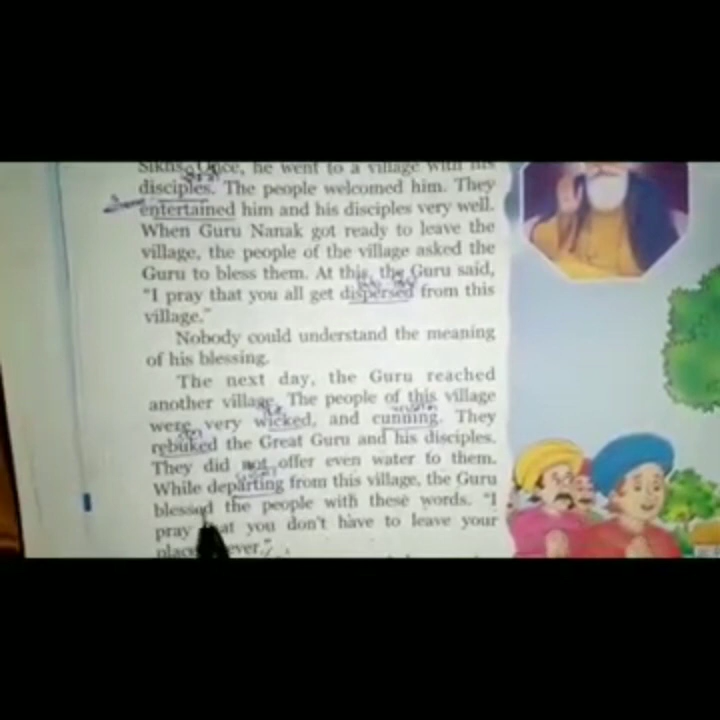 Sikhs. Once, he went to a village with his
disciples. The people welcomed him. They
entertained him and his disciples very well.
When Guru Nanak got ready to leave the
village, the people of the village asked the
Guru to bless them. At this, the Guru said,
"I pray that you all get dispersed from this
village."
Nobody could understand the meaning
of his blessing.
The next day, the Guru reached
another village. The people of this village
were very wicked, and cunning. They
rebuked the Great Guru and his disciples.
They did not offer even water to them.
While departing from this village, the Guru
blessed the people with these words. "I
pray that you don't have to leave your
ever."